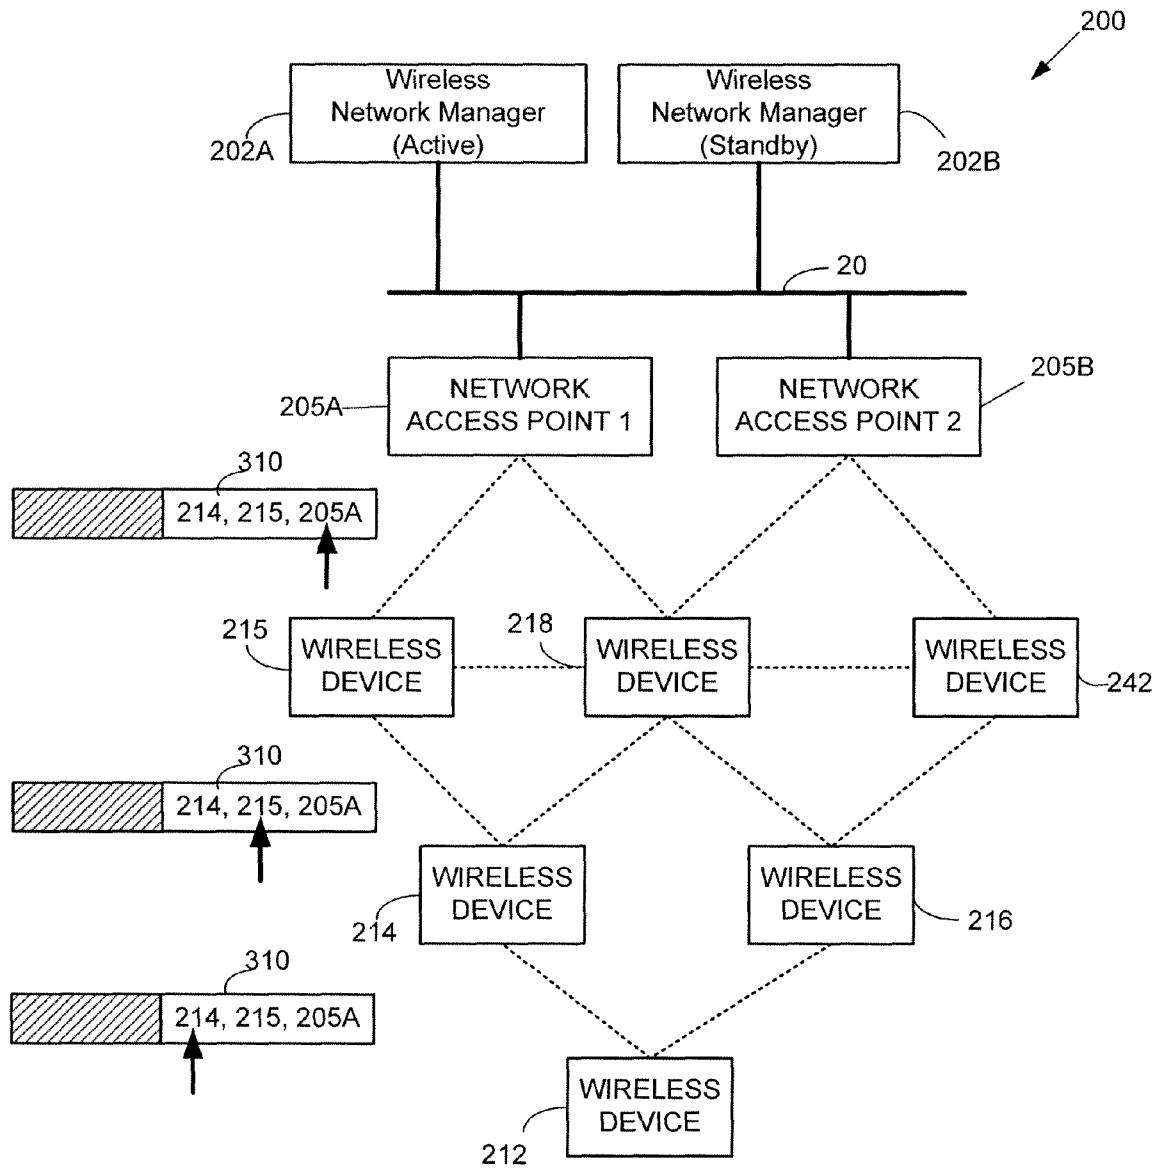 200
Wireless
Network Manager
(Active)
Wireless
Network Manager
(Standby)
202A
202B
20
NETWORK
ACCESS POINT 1
NETWORK
ACCESS POINT 2
205A
205B
310
214, 215, 205A
215
WIRELESS
DEVICE
218
WIRELESS
DEVICE
WIRELESS
DEVICE
242
310
214, 215, 205A
WIRELESS
DEVICE
214
WIRELESS
DEVICE
216
310
214, 215, 205A
WIRELESS
DEVICE
212